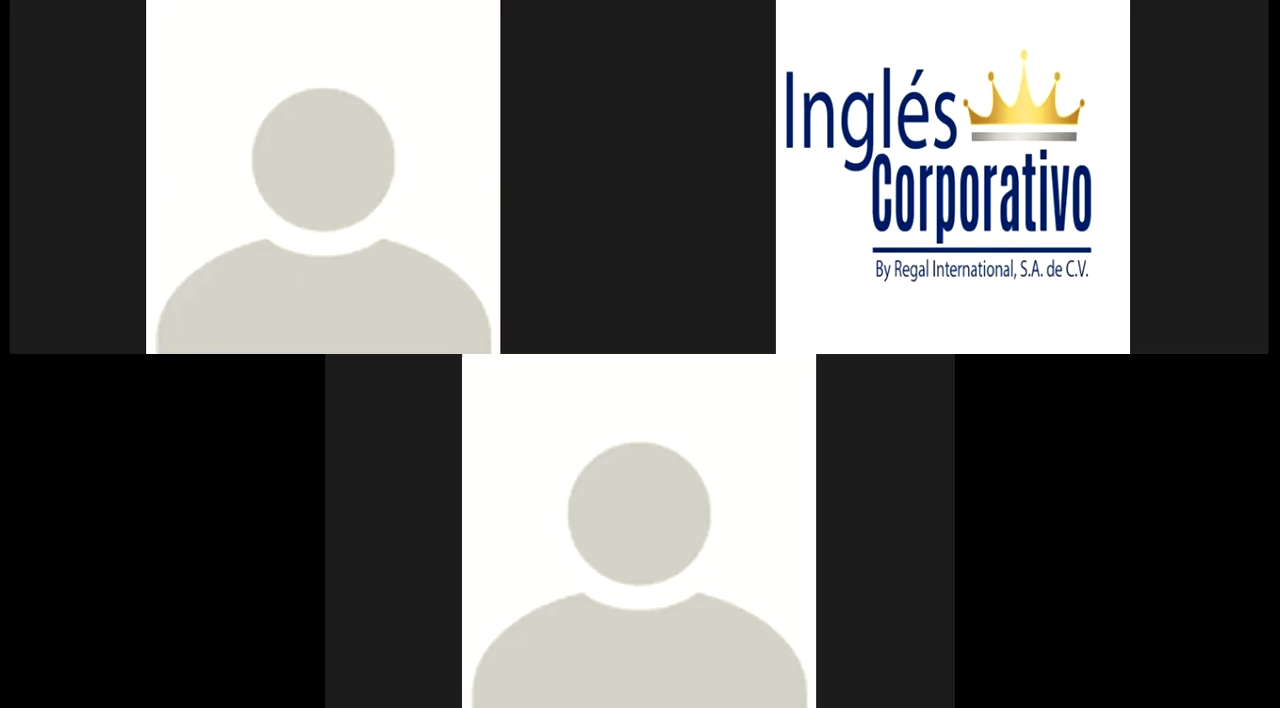 Inglés
Corporativo
By Regal International, S.A. de C.V.